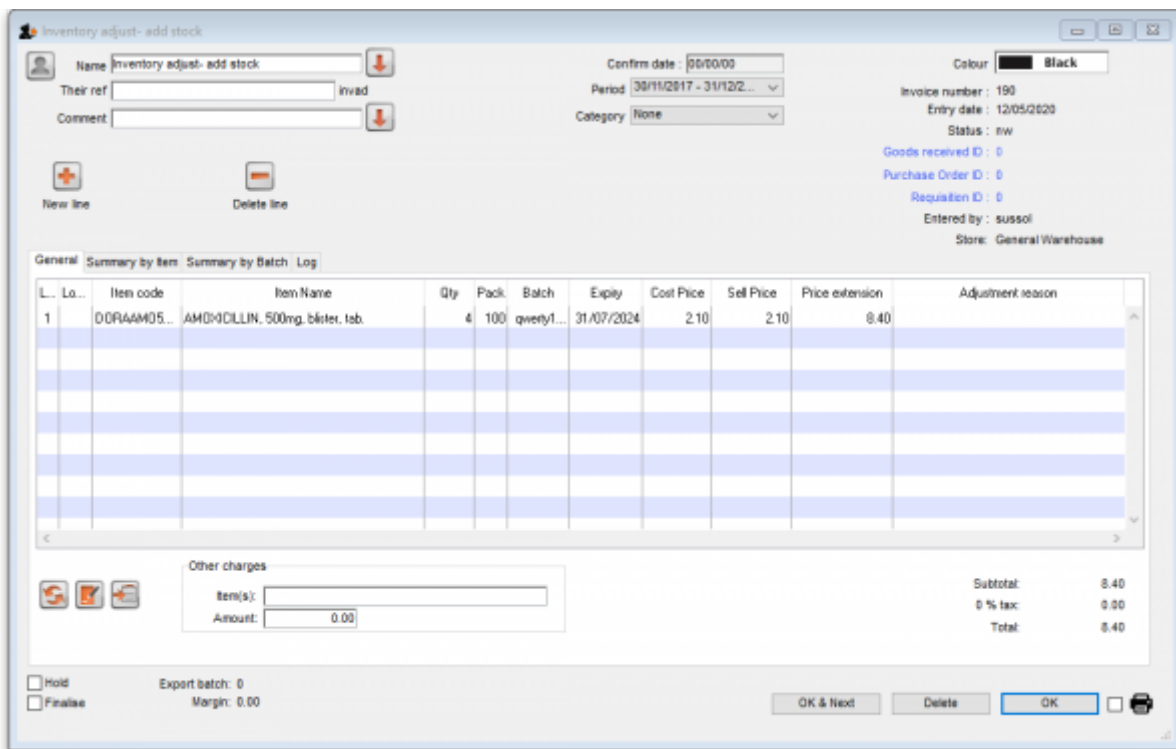 Inventory adjust- add stock
Name Inventory adjust- add stock
Their ref invad
Comment
Confirm date : 00/00/00
Period 30/11/2017 - 31/12/2...
Category None
Colour Black
Invoice number : 190
Entry date : 12/05/2020
Status : nw
Goods received ID : 0
Purchase Order ID : 0
Requisition ID : 0
Entered by : sussol
Store: General Warehouse
New line Delete line
General Summary by Item Summary by Batch Log
L... Lo... Item code Item Name Qty Pack Batch Expiry Cost Price Sell Price Price extension Adjustment reason
1 DORAAMO5... AMOXICILLIN, 500mg, blister, tab. 4 100 qwerty1... 31/07/2024 2.10 2.10 8.40
Other charges
Item(s):
Amount: 0.00
Subtotal: 8.40
0 % tax: 0.00
Total: 8.40
Hold Export batch: 0
Finalise Margin: 0.00
OK & Next Delete OK